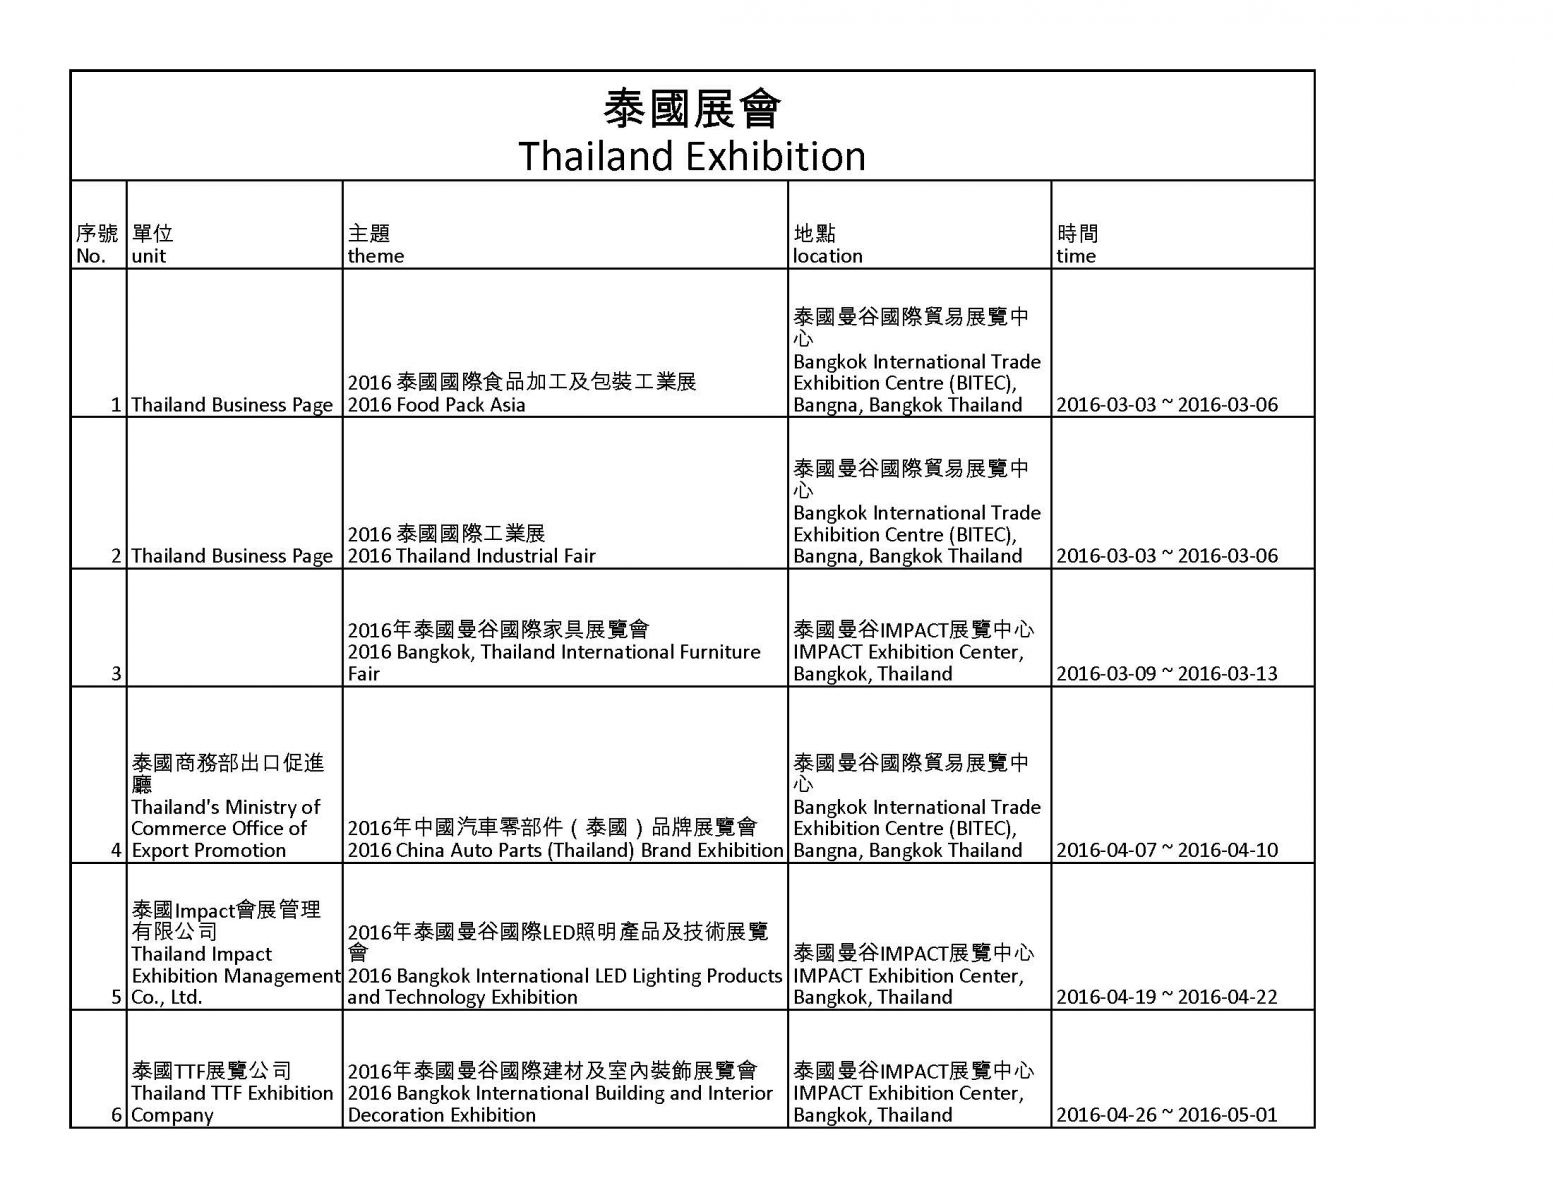 泰國展會
Thailand Exhibition
序號
No.
單位
unit
主題
theme
地點
location
時間
time
1
Thailand Business Page
2016 泰國國際食品加工及包裝工業展
2016 Food Pack Asia
泰國曼谷國際貿易展覽中
心
Bangkok International Trade
Exhibition Centre (BITEC),
Bangna, Bangkok Thailand
2016-03-03 ~ 2016-03-06
2
Thailand Business Page
2016 泰國國際工業展
2016 Thailand Industrial Fair
泰國曼谷國際貿易展覽中
心
Bangkok International Trade
Exhibition Centre (BITEC),
Bangna, Bangkok Thailand
2016-03-03 ~ 2016-03-06
3
2016年泰國曼谷國際家具展覽會
2016 Bangkok, Thailand International Furniture
Fair
泰國曼谷IMPACT展覽中心
IMPACT Exhibition Center,
Bangkok, Thailand
2016-03-09 ~ 2016-03-13
4
泰國商務部出口促進
廳
Thailand's Ministry of
Commerce Office of
Export Promotion
2016年中國汽車零部件（泰國）品牌展覽會
2016 China Auto Parts (Thailand) Brand Exhibition
泰國曼谷國際貿易展覽中
心
Bangkok International Trade
Exhibition Centre (BITEC),
Bangna, Bangkok Thailand
2016-04-07 ~ 2016-04-10
5
泰國Impact會展管理
有限公司
Thailand Impact
Exhibition Management
Co., Ltd.
2016年泰國曼谷國際LED照明產品及技術展覽
會
2016 Bangkok International LED Lighting Products
and Technology Exhibition
泰國曼谷IMPACT展覽中心
IMPACT Exhibition Center,
Bangkok, Thailand
2016-04-19 ~ 2016-04-22
6
泰國TTF展覽公司
Thailand TTF Exhibition
Company
2016年泰國曼谷國際建材及室內裝飾展覽會
2016 Bangkok International Building and Interior
Decoration Exhibition
泰國曼谷IMPACT展覽中心
IMPACT Exhibition Center,
Bangkok, Thailand
2016-04-26 ~ 2016-05-01